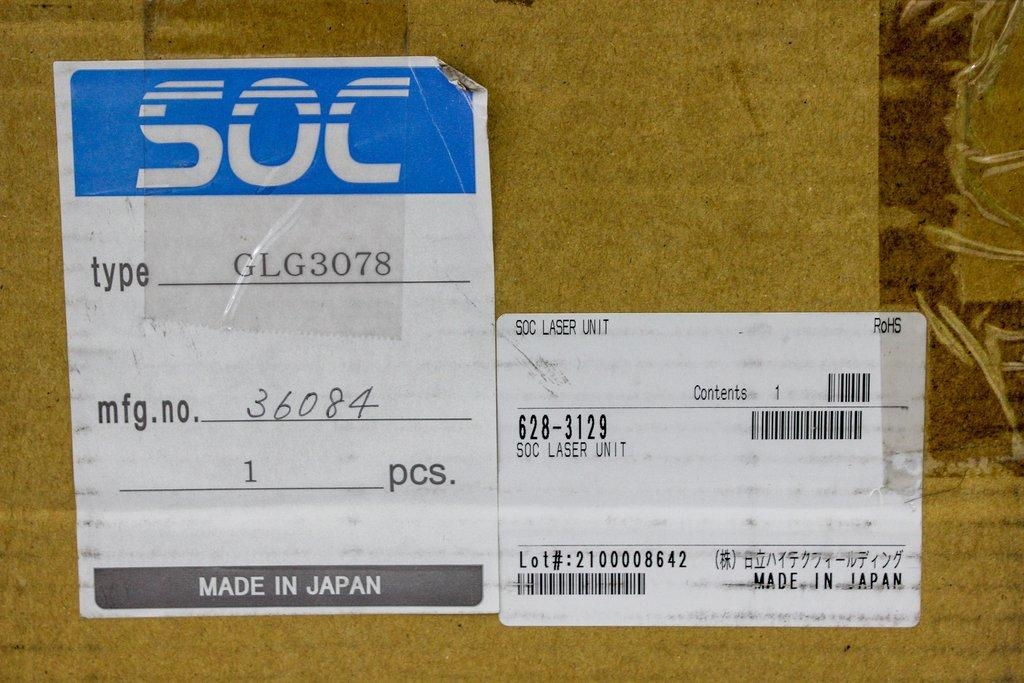 SOC
type GLG3078
mfg.no. 36084
1 pcs.
MADE IN JAPAN
SOC LASER UNIT RoHS
Contents 1
628-3129
SOC LASER UNIT
Lot#:2100008642 (株)日立ハイテクフィールディング
MADE IN JAPAN